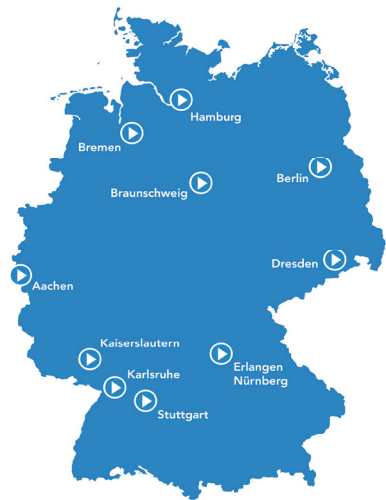 Hamburg
Bremen
Berlin
Braunschweig
Dresden
Aachen
Kaiserslautern
Erlangen
Nürnberg
Karlsruhe
Stuttgart